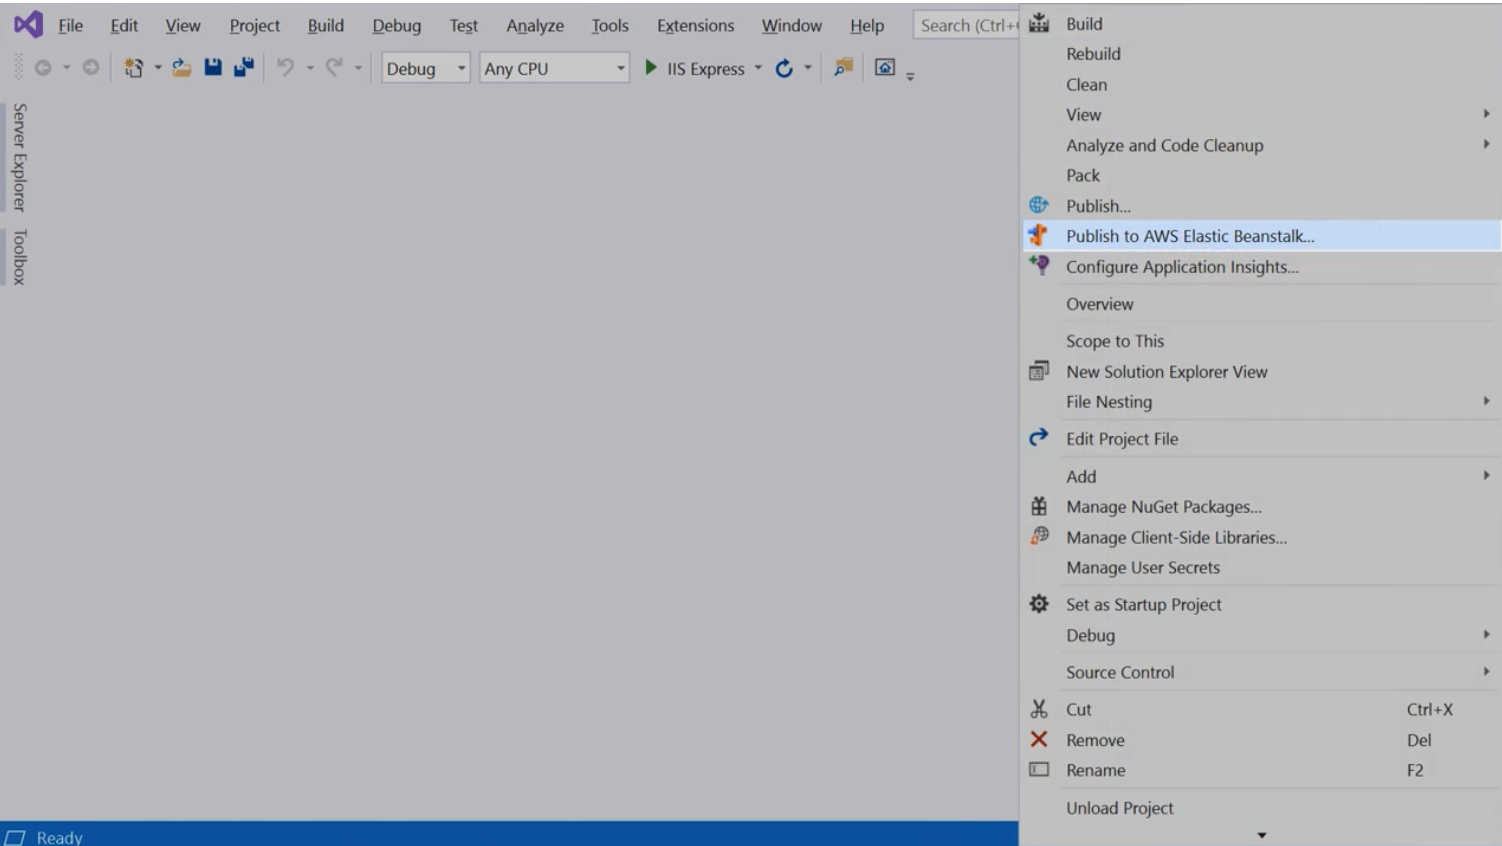 File Edit View Project Build Debug Test Analyze Tools Extensions Window Help Search (Ctrl+
Debug Any CPU IIS Express
Server Explorer
Toolbox
Build
Rebuild
Clean
View
Analyze and Code Cleanup
Pack
Publish...
Publish to AWS Elastic Beanstalk...
Configure Application Insights...
Overview
Scope to This
New Solution Explorer View
File Nesting
Edit Project File
Add
Manage NuGet Packages...
Manage Client-Side Libraries...
Manage User Secrets
Set as Startup Project
Debug
Source Control
Cut Ctrl+X
Remove Del
Rename F2
Unload Project
Ready